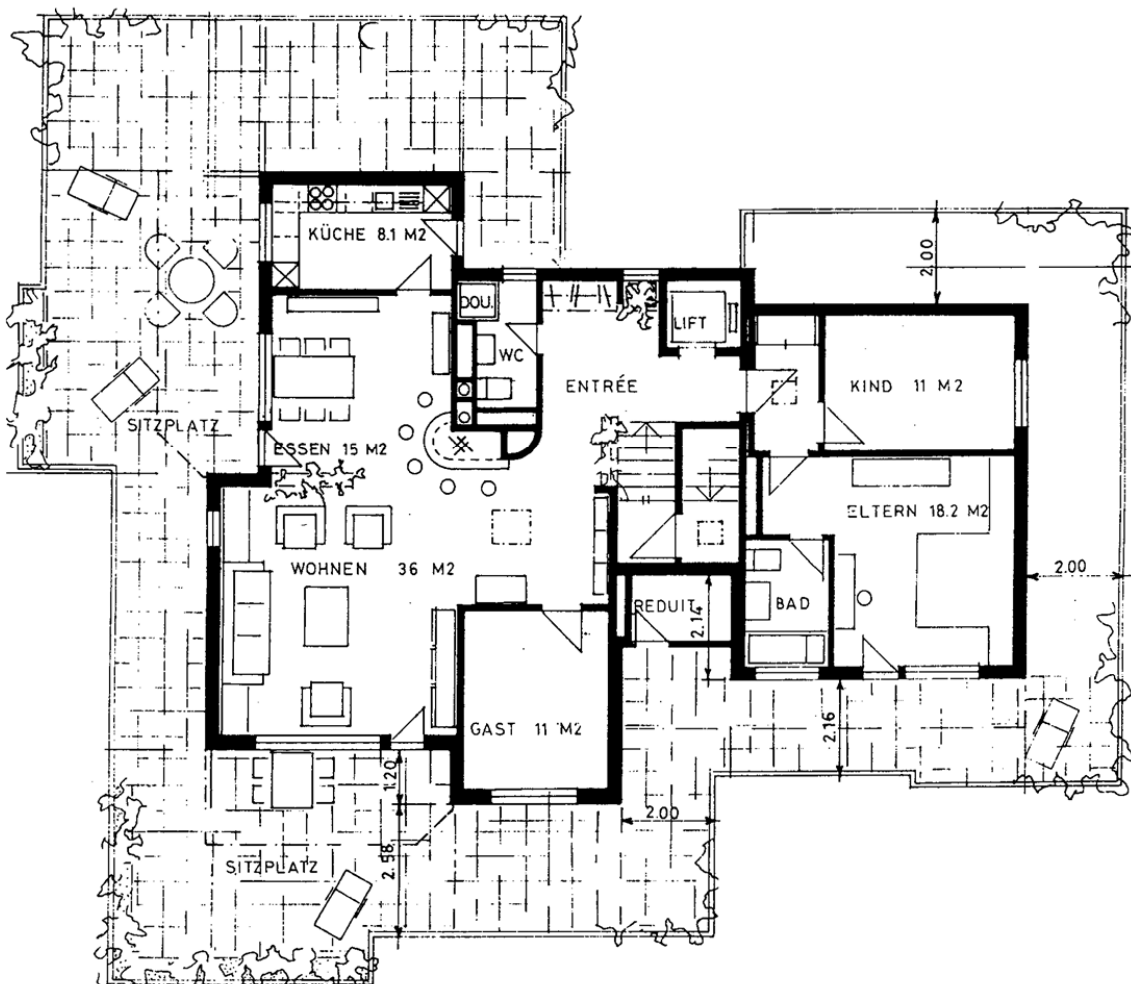 KÜCHE 8.1 M2
2.00
DOU.
LIFT
WC
ENTRÉE
KIND 11 M2
SITZPLATZ
ESSEN 15 M2
ELTERN 18.2 M2
WOHNEN 36 M2
2.00
REDUIT
2.14
BAD
GAST 11 M2
2.16
1.20
2.00
2.58
SITZPLATZ